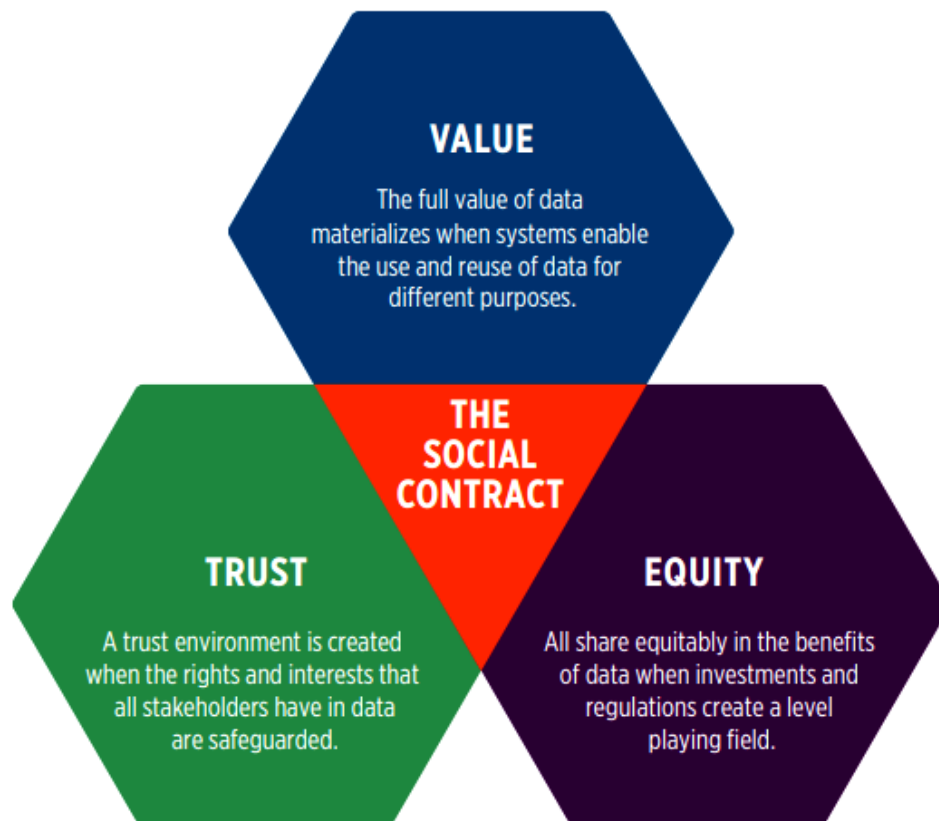 VALUE
The full value of data
materializes when systems enable
the use and reuse of data for
different purposes.
THE
SOCIAL
CONTRACT
TRUST
A trust environment is created
when the rights and interests that
all stakeholders have in data
are safeguarded.
EQUITY
All share equitably in the benefits
of data when investments and
regulations create a level
playing field.